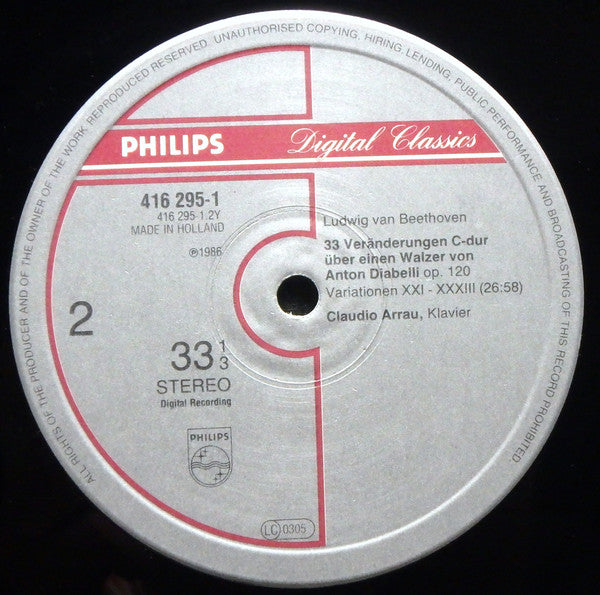 ALL RIGHTS OF THE PRODUCER AND OF THE OWNER OF THE WORK REPRODUCED RESERVED. UNAUTHORISED COPYING, HIRING, LENDING, PUBLIC PERFORMANCE AND BROADCASTING OF THIS RECORD PROHIBITED.
PHILIPS
Digital Classics
416 295-1
416 295-1.2Y
MADE IN HOLLAND
℗1986
2
33 1/3
STEREO
Digital Recording
PHILIPS
Ludwig van Beethoven
33 Veränderungen C-dur
über einen Walzer von
Anton Diabelli op. 120
Variationen XXI - XXXIII (26:58)
Claudio Arrau, Klavier
LC 0305